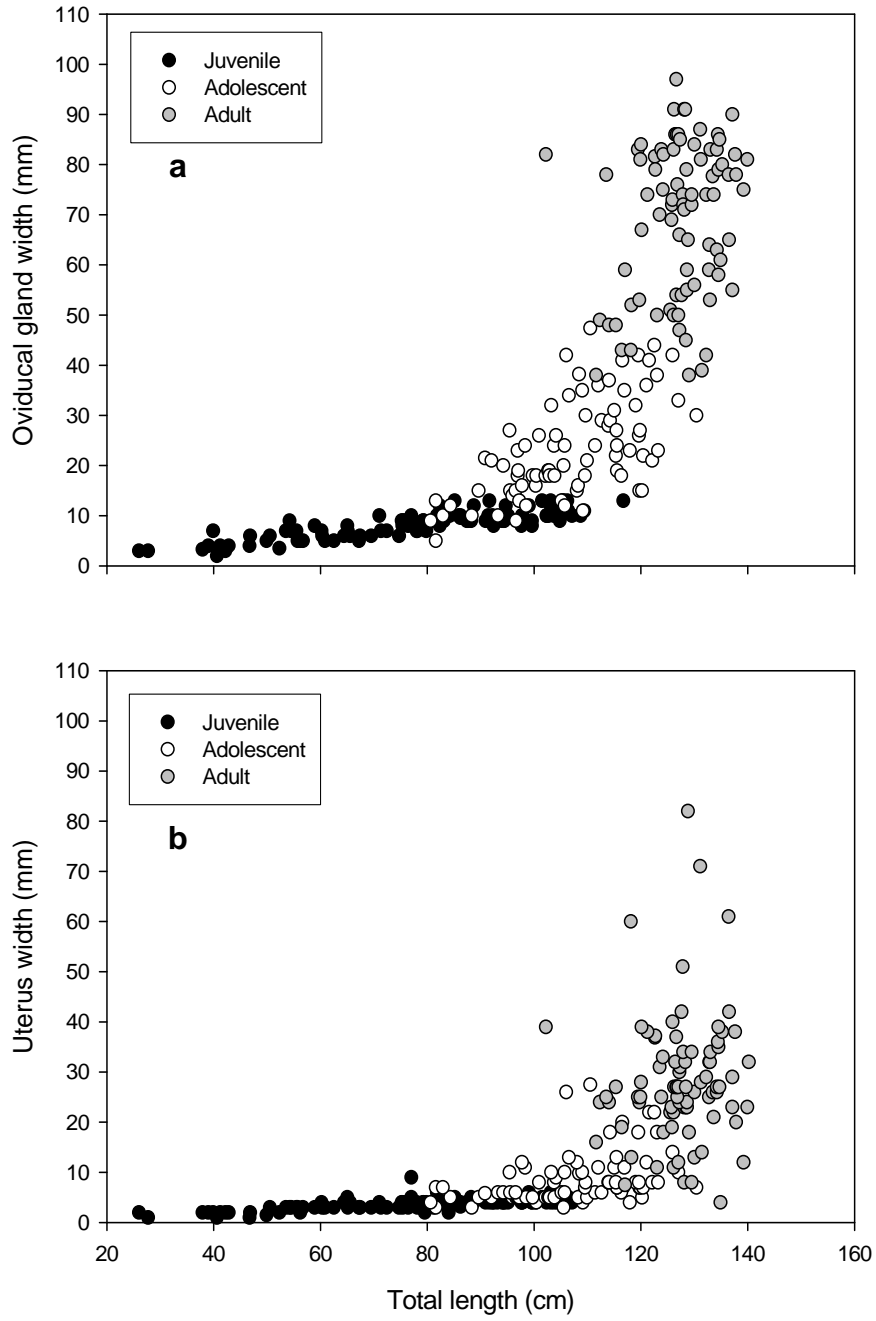 110
100
90
80
70
60
50
40
30
20
10
0
Oviducal gland width (mm)
Juvenile
Adolescent
Adult
a
110
100
90
80
70
60
50
40
30
20
10
0
Uterus width (mm)
Juvenile
Adolescent
Adult
b
20 40 60 80 100 120 140 160
Total length (cm)